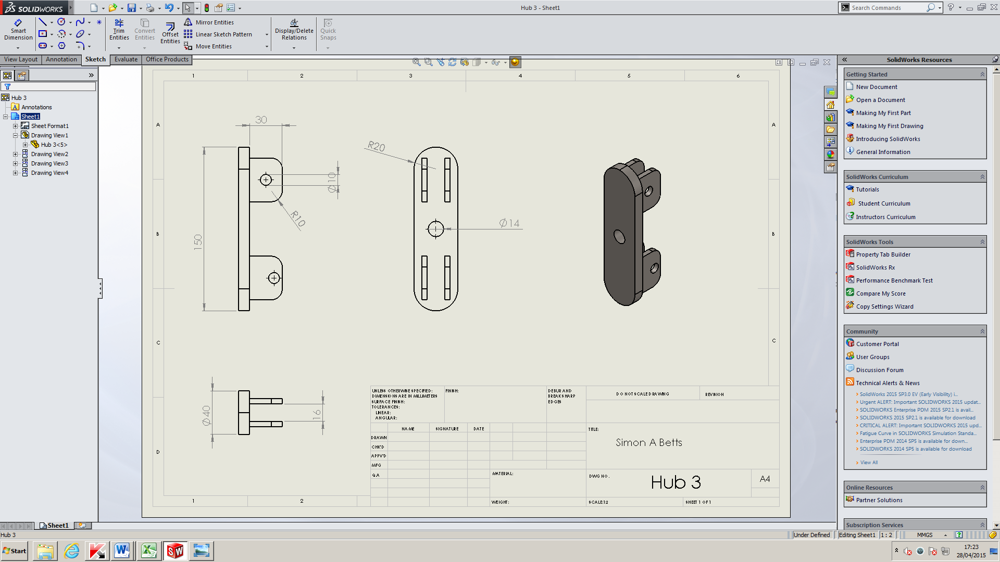 SOLIDWORKS
Hub 3 - Sheet1
Search Commands
Smart Dimension
Trim Entities
Convert Entities
Offset Entities
Mirror Entities
Linear Sketch Pattern
Move Entities
Display/Delete Relations
Quick Snaps
View Layout
Annotation
Sketch
Evaluate
Office Products
Hub 3
Annotations
Sheet1
Sheet Format1
Drawing View1
Hub 3<5>
Drawing View2
Drawing View3
Drawing View4
1 2 3 4 5 6
A A
B B
C C
D
1 2
30
Ø10
R10
150
R20
Ø14
Ø40
16
UNLESS OTHERWISE SPECIFIED:
DIMENSIONS ARE IN MILLIMETERS
SURFACE FINISH:
TOLERANCES:
LINEAR:
ANGULAR:
FINISH:
DEBUR AND
BREAK SHARP
EDGES
DO NOT SCALE DRAWING
REVISION
NAME
SIGNATURE
DATE
DRAWN
CHK'D
APPV'D
MFG
Q.A
TITLE:
Simon A Betts
MATERIAL:
DWG NO.
Hub 3
A4
WEIGHT:
SCALE:1:2
SHEET 1 OF 1
SolidWorks Resources
Getting Started
New Document
Open a Document
Making My First Part
Making My First Drawing
Introducing SolidWorks
General Information
SolidWorks Curriculum
Tutorials
Student Curriculum
Instructors Curriculum
SolidWorks Tools
Property Tab Builder
SolidWorks Rx
Performance Benchmark Test
Compare My Score
Copy Settings Wizard
Community
Customer Portal
User Groups
Discussion Forum
Technical Alerts & News
SolidWorks 2015 SP3.0 EV (Early Visibility) i...
Urgent ALERT: Important SOLIDWORKS 2015 updat...
SOLIDWORKS Enterprise PDM 2015 SP2.1 is avail...
SOLIDWORKS 2015 SP2.1 is available for download
CRITICAL ALERT: Important SOLIDWORKS 2015 upd...
Fatigue Curve in SOLIDWORKS Simulation Standa...
Enterprise PDM 2014 SP5 is available for down...
SOLIDWORKS 2014 SP5 is available for download
View All
Online Resources
Partner Solutions
Subscription Services
Sheet1
Hub 3
Under Defined
Editing Sheet1
1 : 2
MMGS
Start
17:23
28/04/2015